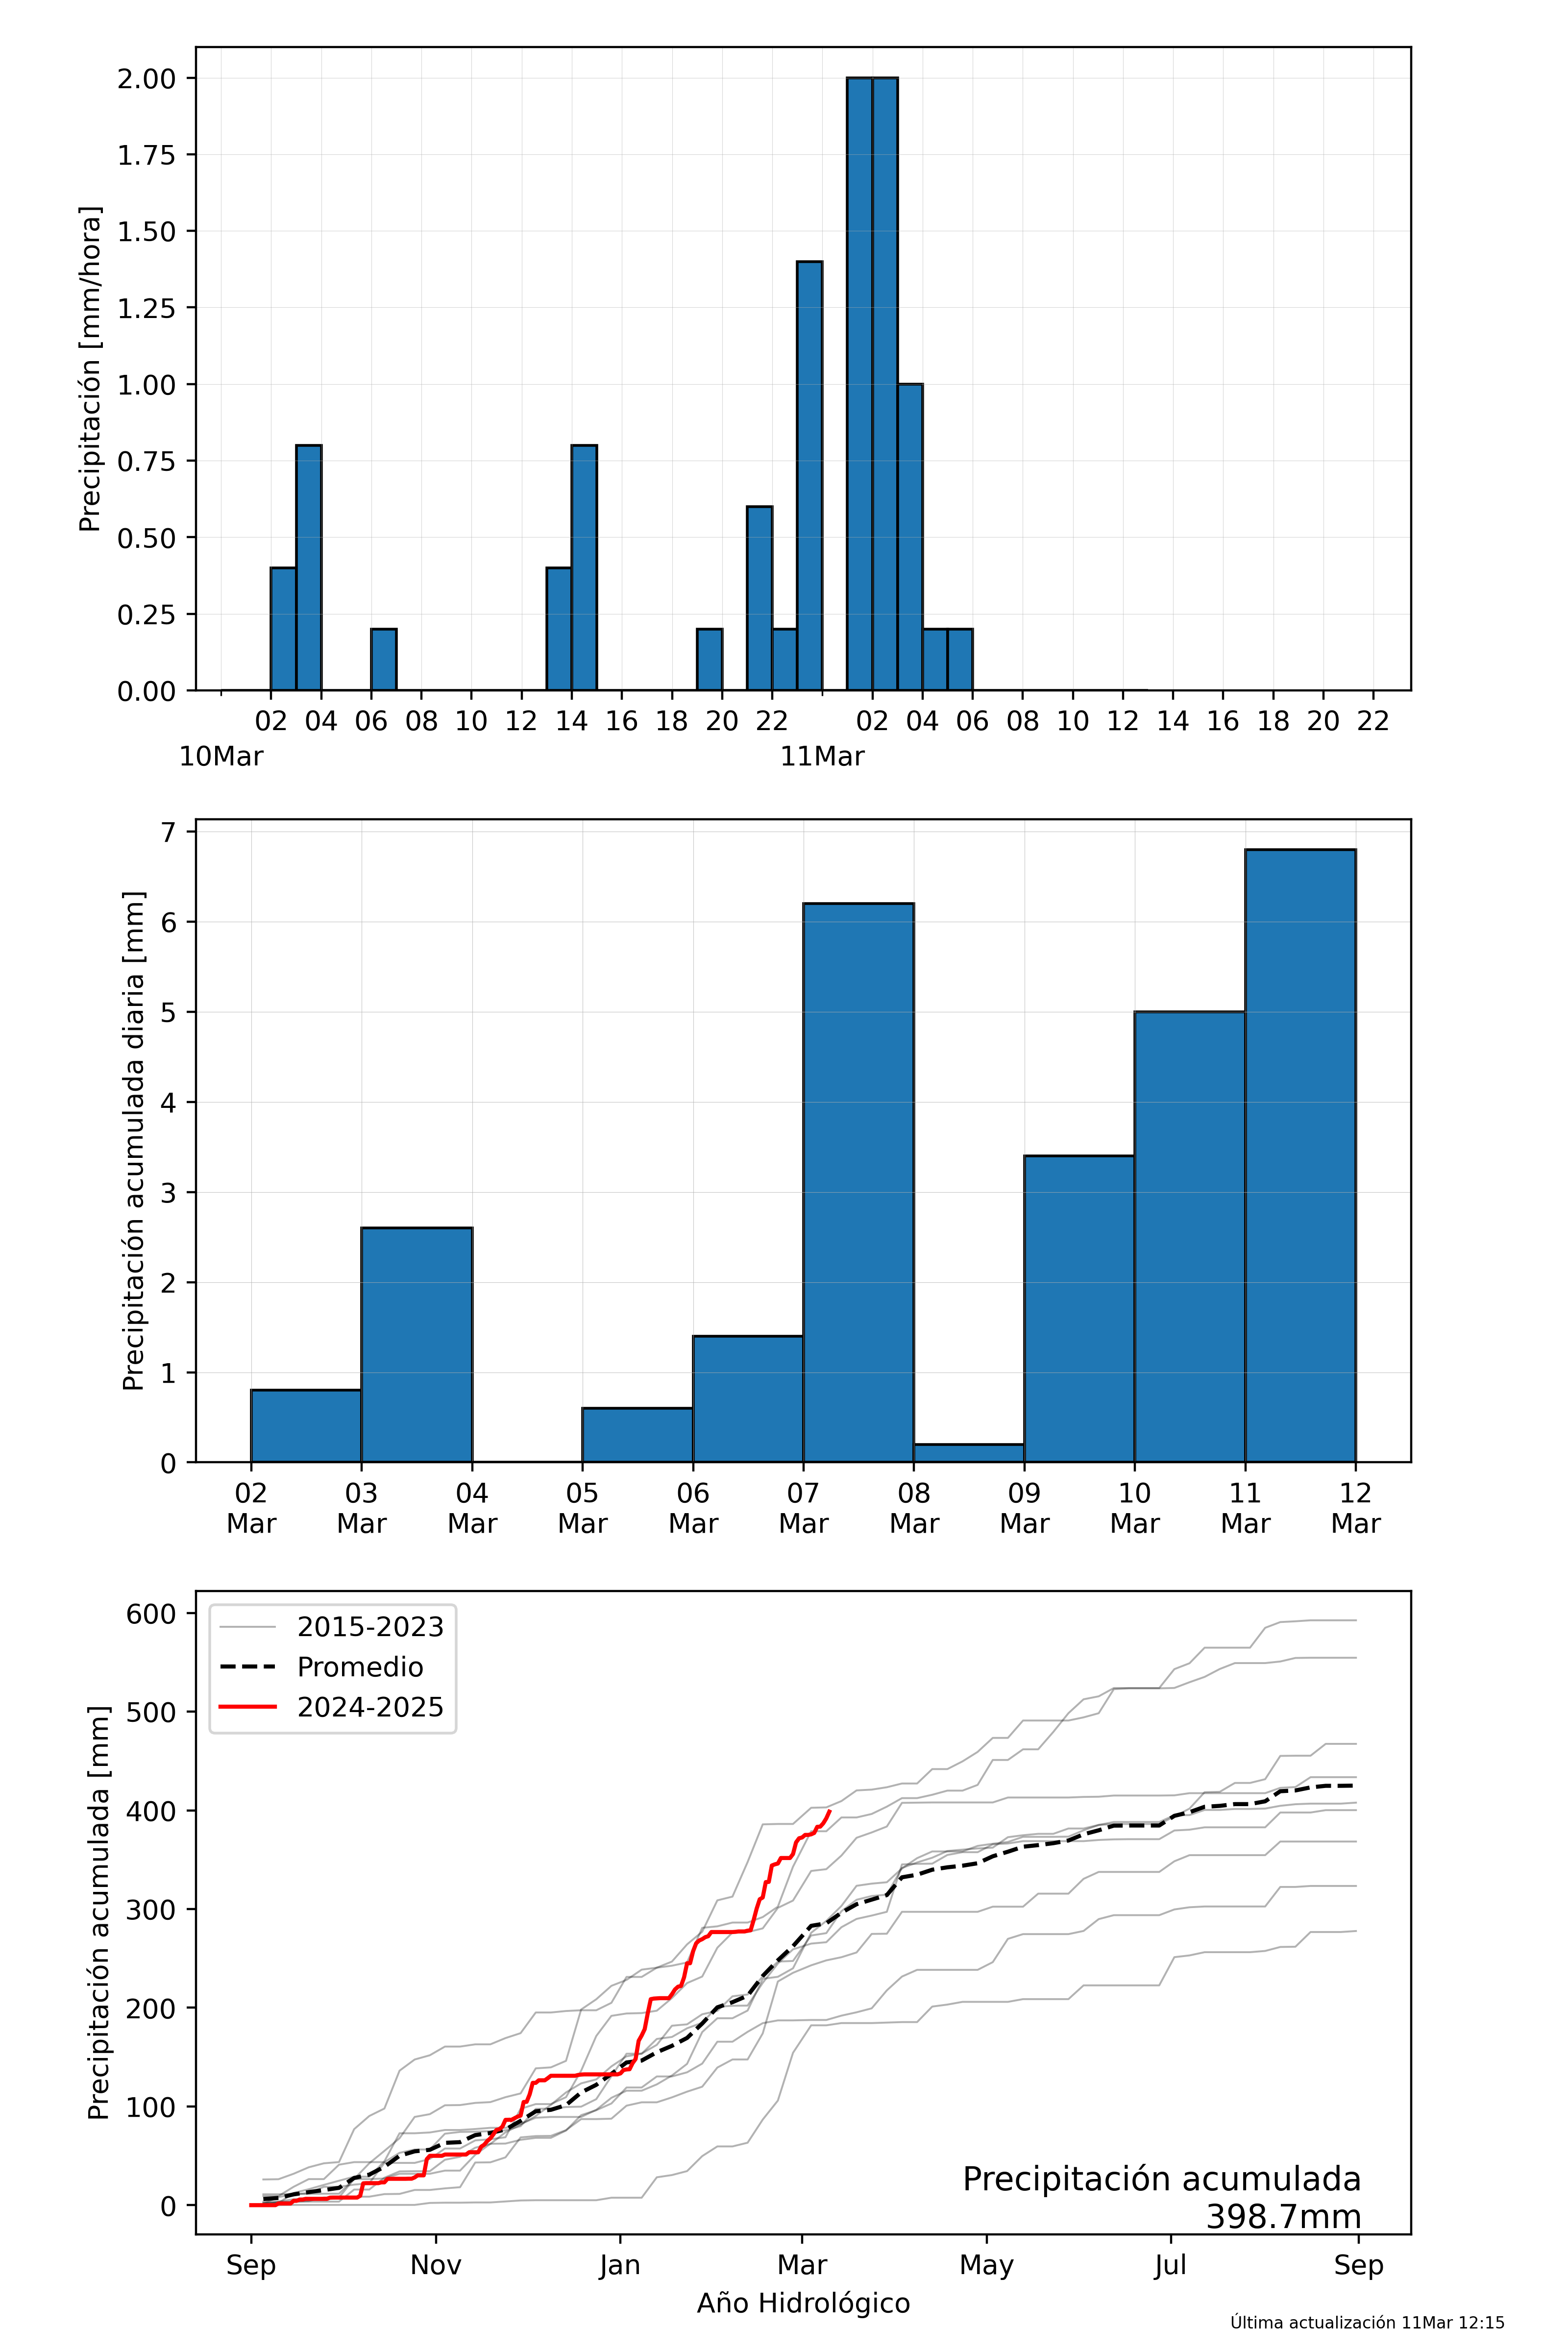 2.00
1.75
1.50
1.25
1.00
0.75
0.50
0.25
0.00
Precipitación [mm/hora]
02 04 06 08 10 12 14 16 18 20 22 02 04 06 08 10 12 14 16 18 20 22
10Mar 11Mar
7
6
5
4
3
2
1
0
Precipitación acumulada diaria [mm]
02 03 04 05 06 07 08 09 10 11 12
Mar Mar Mar Mar Mar Mar Mar Mar Mar Mar Mar
600
500
400
300
200
100
0
Precipitación acumulada [mm]
2015-2023
Promedio
2024-2025
Precipitación acumulada
398.7mm
Sep Nov Jan Mar May Jul Sep
Año Hidrológico
Última actualización 11Mar 12:15